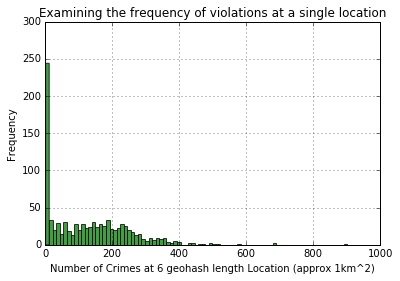 Examining the frequency of violations at a single location
300
250
200
150
100
50
0
Frequency
0 200 400 600 800 1000
Number of Crimes at 6 geohash length Location (approx 1km^2)